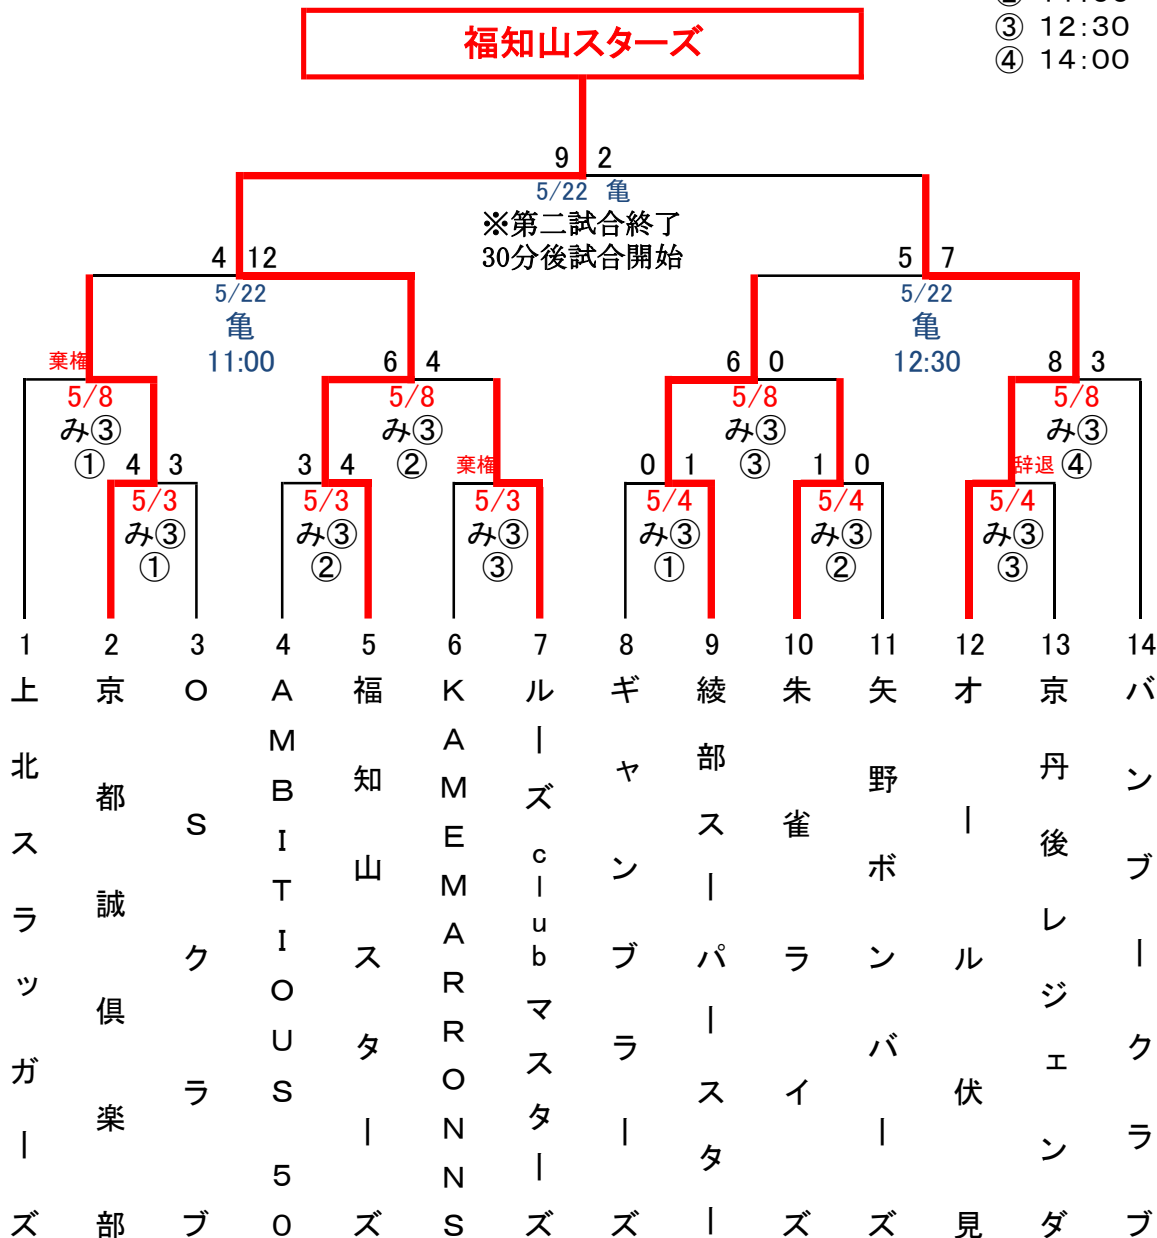 福知山スターズ
③ 12:30
④ 14:00
9 2
5/22 亀
※第二試合終了
30分後試合開始
4 12
5/22
亀
11:00
5 7
5/22
亀
12:30
棄権
5/8
み③
①
6 4
5/8
み③
②
6 0
5/8
み③
③
8 3
5/8
み③
④
4 3
5/3
み③
①
3 4
5/3
み③
②
棄権
5/3
み③
③
0 1
5/4
み③
①
1 0
5/4
み③
②
辞退
5/4
み③
③
1
上北スラッガーズ
2
京都誠倶楽部
3
OSクラブ
4
AMBITIOUS 50
5
福知山スターズ
6
KAMEMARRONNS
7
ルーズclubマスターズ
8
ギャンブラーズ
9
綾部スーパースター
10
朱雀ライズ
11
矢野ボンバーズ
12
オール伏見
13
京丹後レジェンダ
14
バンブークラブ